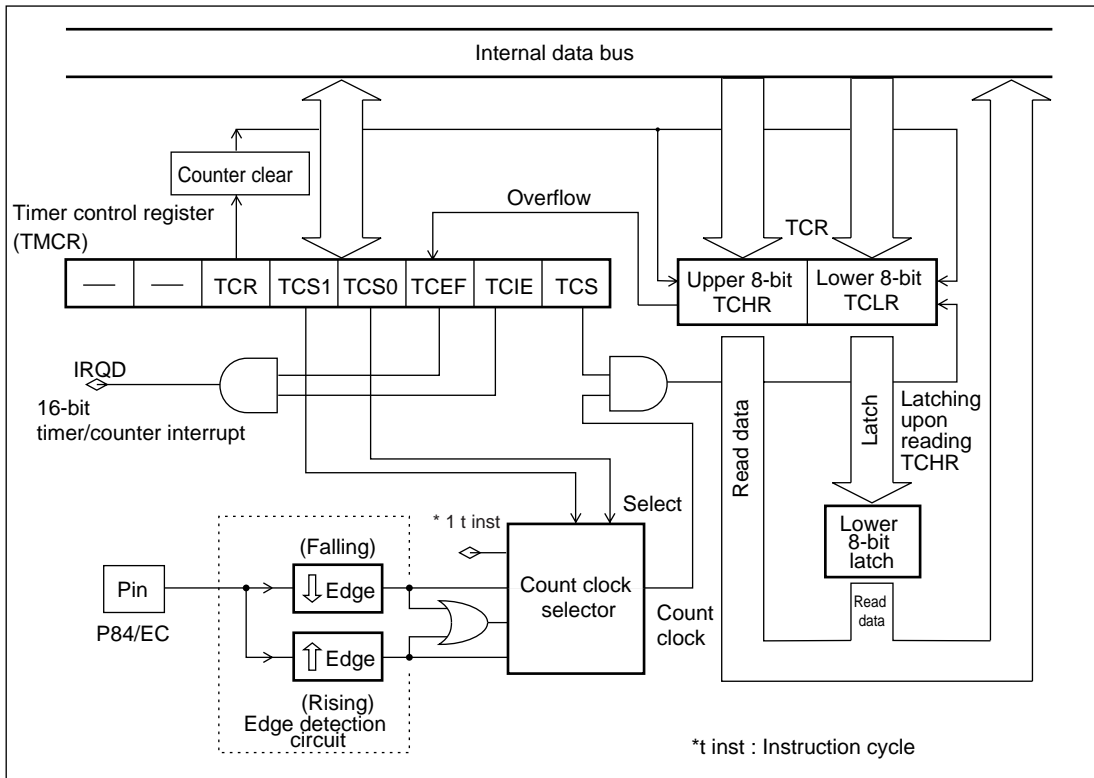 Internal data bus
Counter clear
Timer control register
(TMCR)
Overflow
TCR
— — TCR TCS1 TCS0 TCEF TCIE TCS
Upper 8-bit
TCHR
Lower 8-bit
TCLR
IRQD
16-bit
timer/counter interrupt
Read data
Latch
Latching
upon
reading
TCHR
Select
* 1 t inst
Lower
8-bit
latch
(Falling)
Edge
Pin
P84/EC
Count clock
selector
Count
clock
Read
data
Edge
(Rising)
Edge detection
circuit
*t inst : Instruction cycle